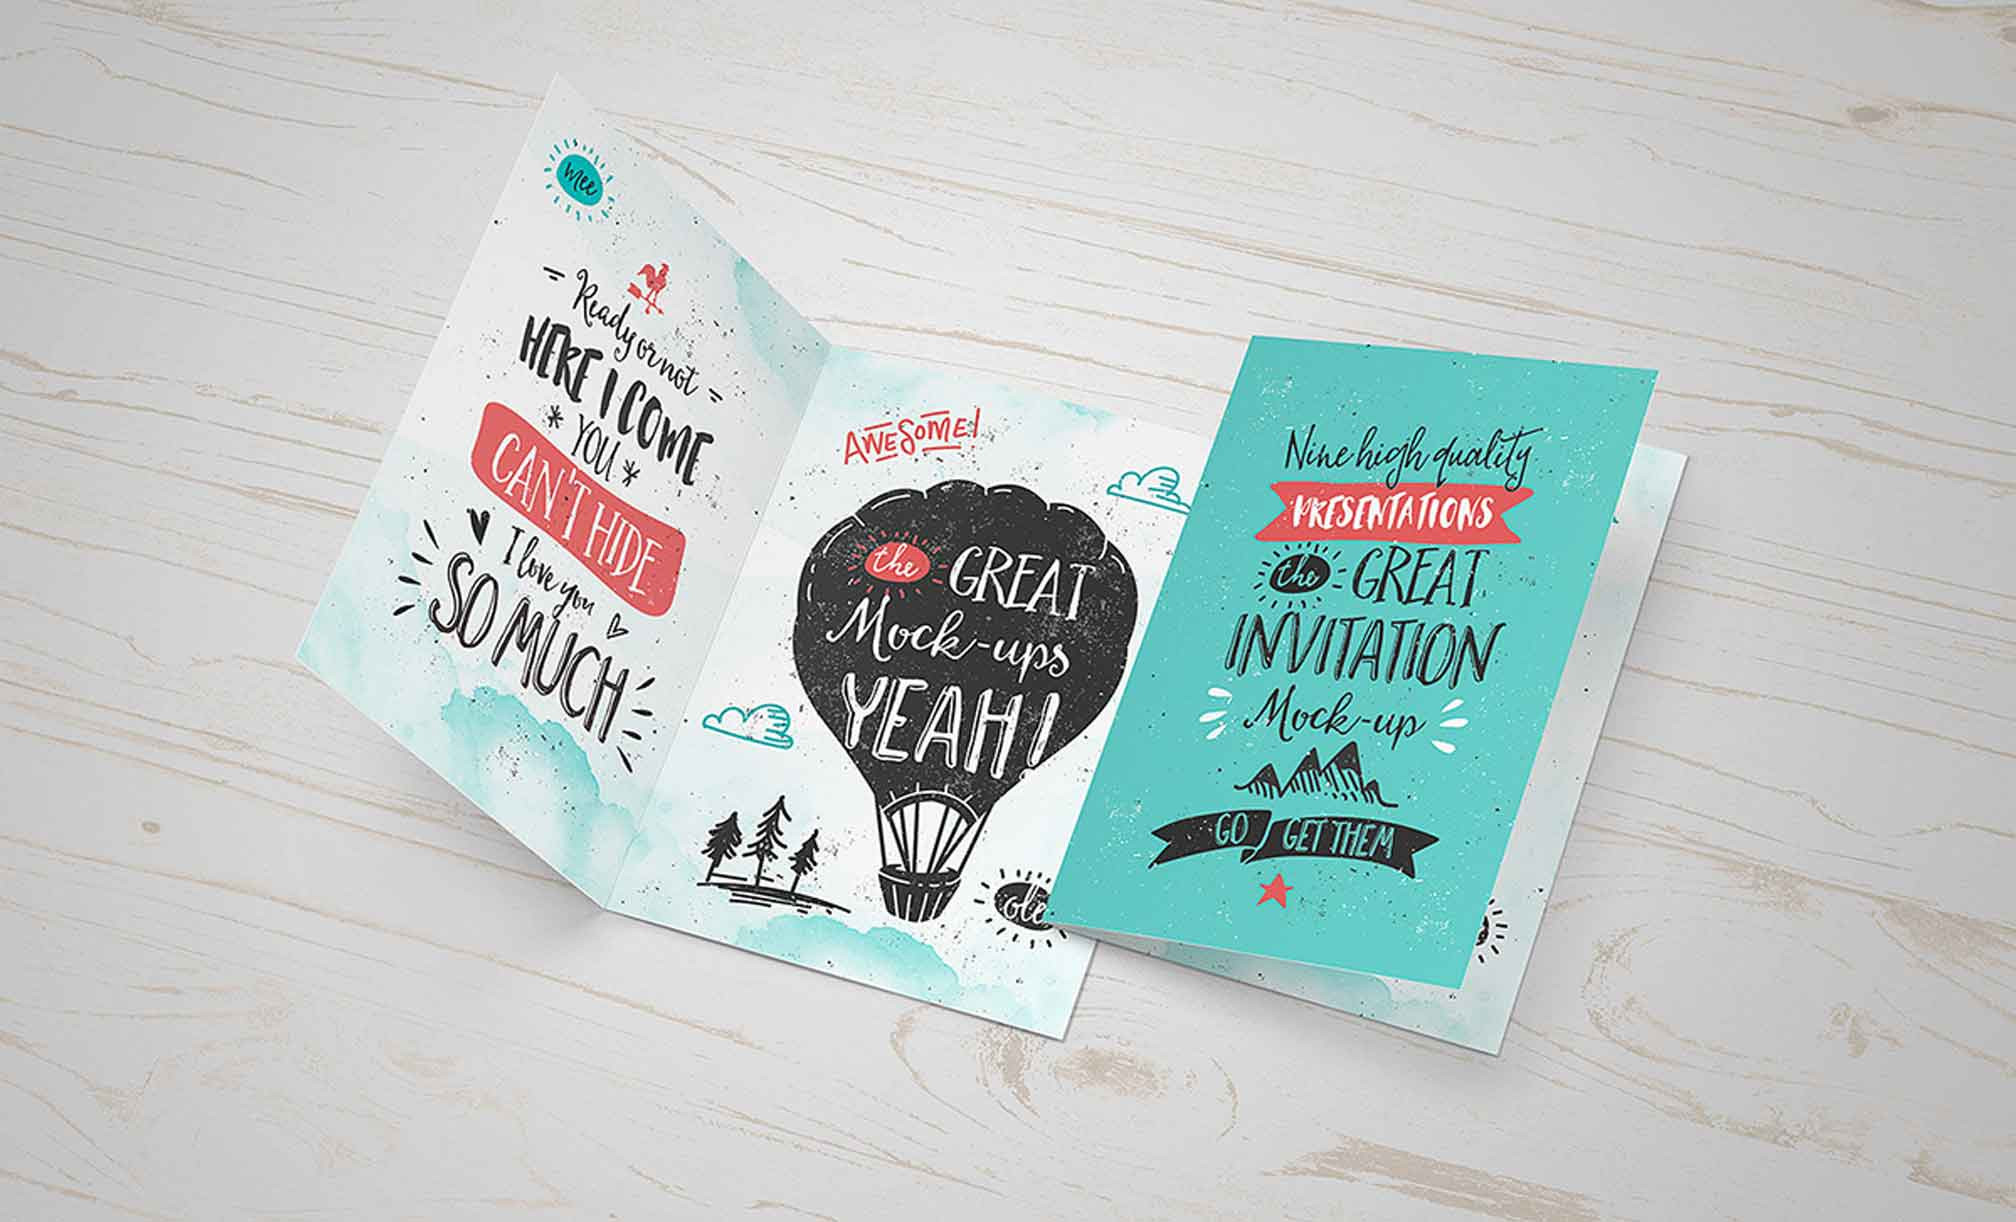 mee
Ready or not
HERE I COME
YOU
CAN'T HIDE
I love you
SO MUCH
AWESOME!
the GREAT
Mock-ups
YEAH!
ole
Nine high quality
PRESENTATIONS
the GREAT
INVITATION
Mock-up
GO GET THEM